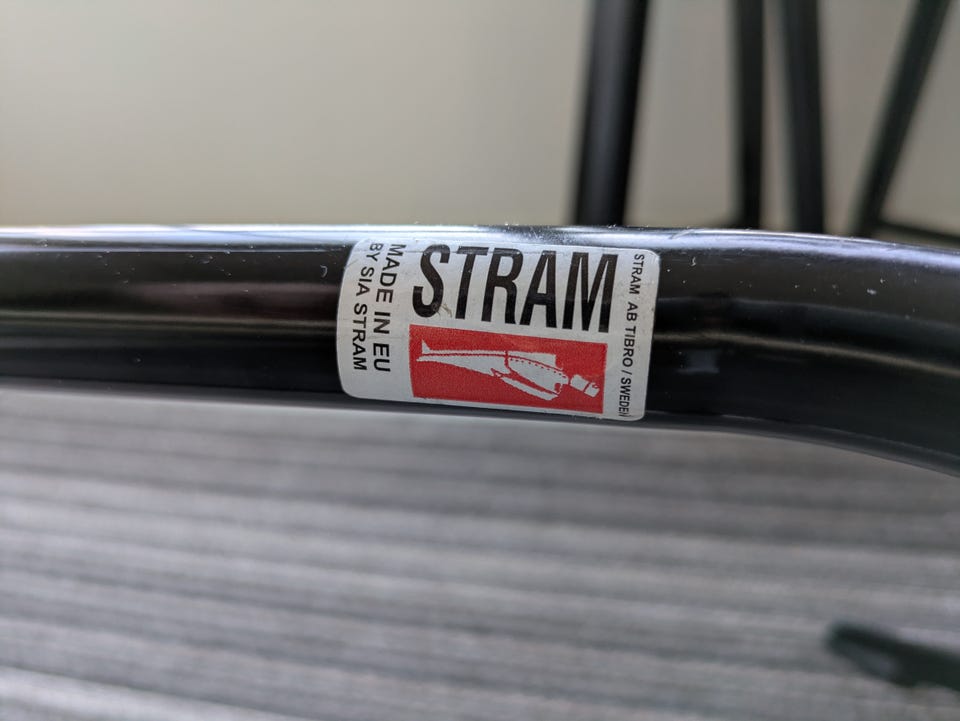 STRAM
MADE IN EU
BY SIA STRAM
STRAM AB TIBRO / SWEDEN